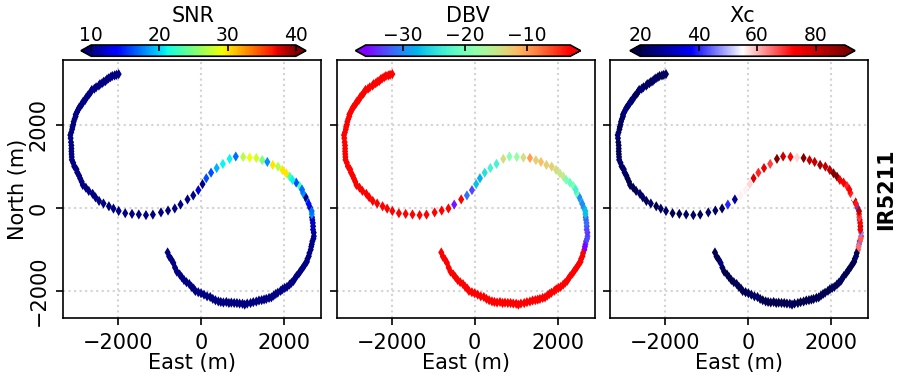 SNR
10 20 30 40
DBV
−30 −20 −10
Xc
20 40 60 80
North (m)
2000
0
−2000
−2000 0 2000
East (m)
−2000 0 2000
East (m)
−2000 0 2000
East (m)
IR5211